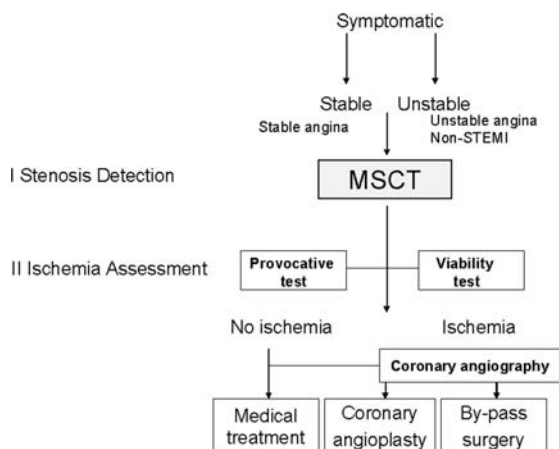 Symptomatic
Stable Unstable
Stable angina
Unstable angina
Non-STEMI
I Stenosis Detection
MSCT
II Ischemia Assessment
Provocative
test
Viability
test
No ischemia
Ischemia
Coronary angiography
Medical
treatment
Coronary
angioplasty
By-pass
surgery